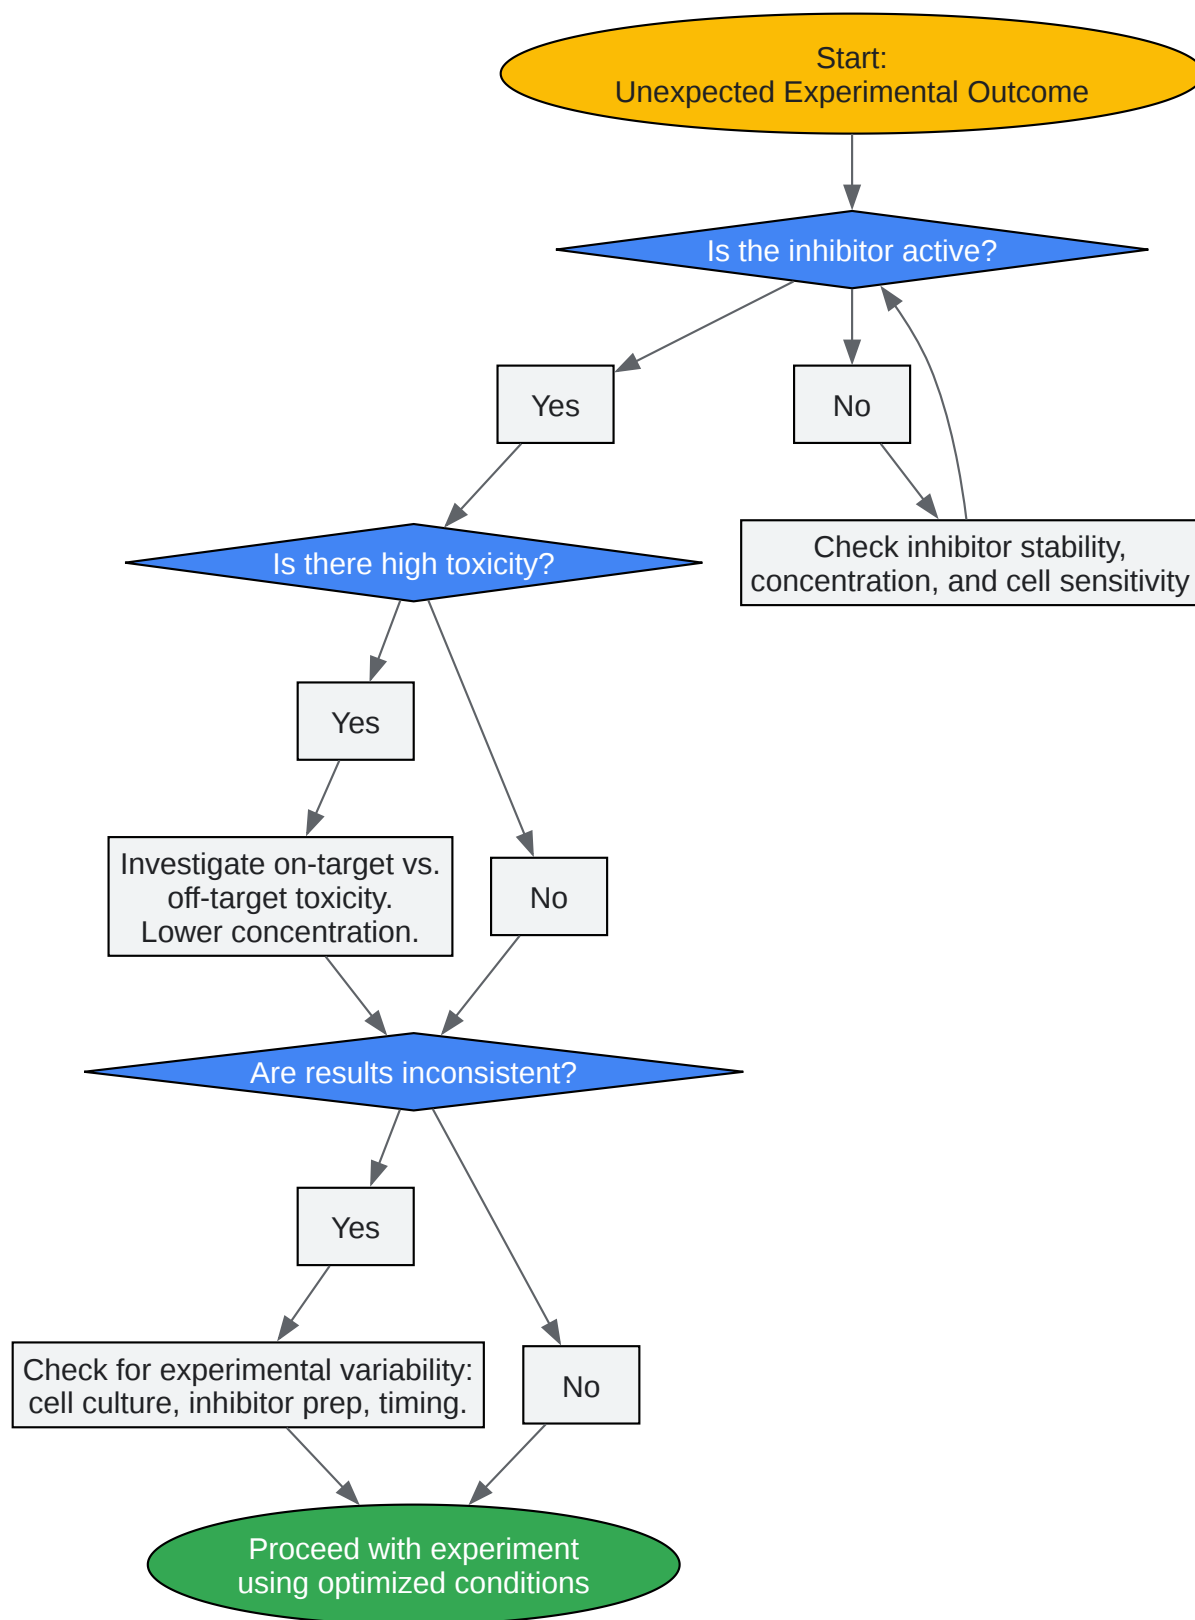 Start:
Unexpected Experimental Outcome
Is the inhibitor active?
Yes
No
Is there high toxicity?
Check inhibitor stability,
concentration, and cell sensitivity
Yes
Investigate on-target vs.
off-target toxicity.
Lower concentration.
No
Are results inconsistent?
Yes
Check for experimental variability:
cell culture, inhibitor prep, timing.
No
Proceed with experiment
using optimized conditions